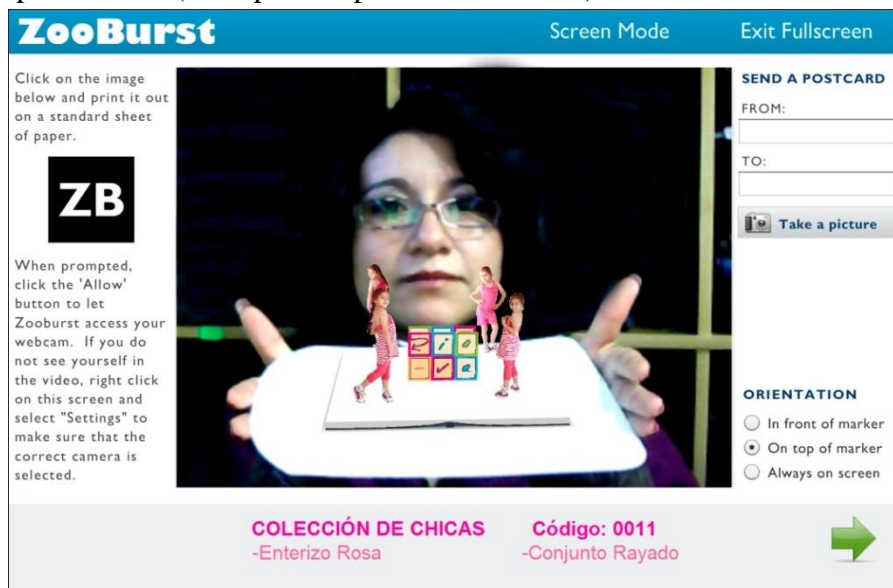 ZooBurst
Screen Mode
Exit Fullscreen
Click on the image
below and print it out
on a standard sheet
of paper.
ZB
When prompted,
click the 'Allow'
button to let
Zooburst access your
webcam. If you do
not see yourself in
the video, right click
on this screen and
select "Settings" to
make sure that the
correct camera is
selected.
SEND A POSTCARD
FROM:
TO:
Take a picture
ORIENTATION
In front of marker
On top of marker
Always on screen
COLECCIÓN DE CHICAS
-Enterizo Rosa
Código: 0011
-Conjunto Rayado